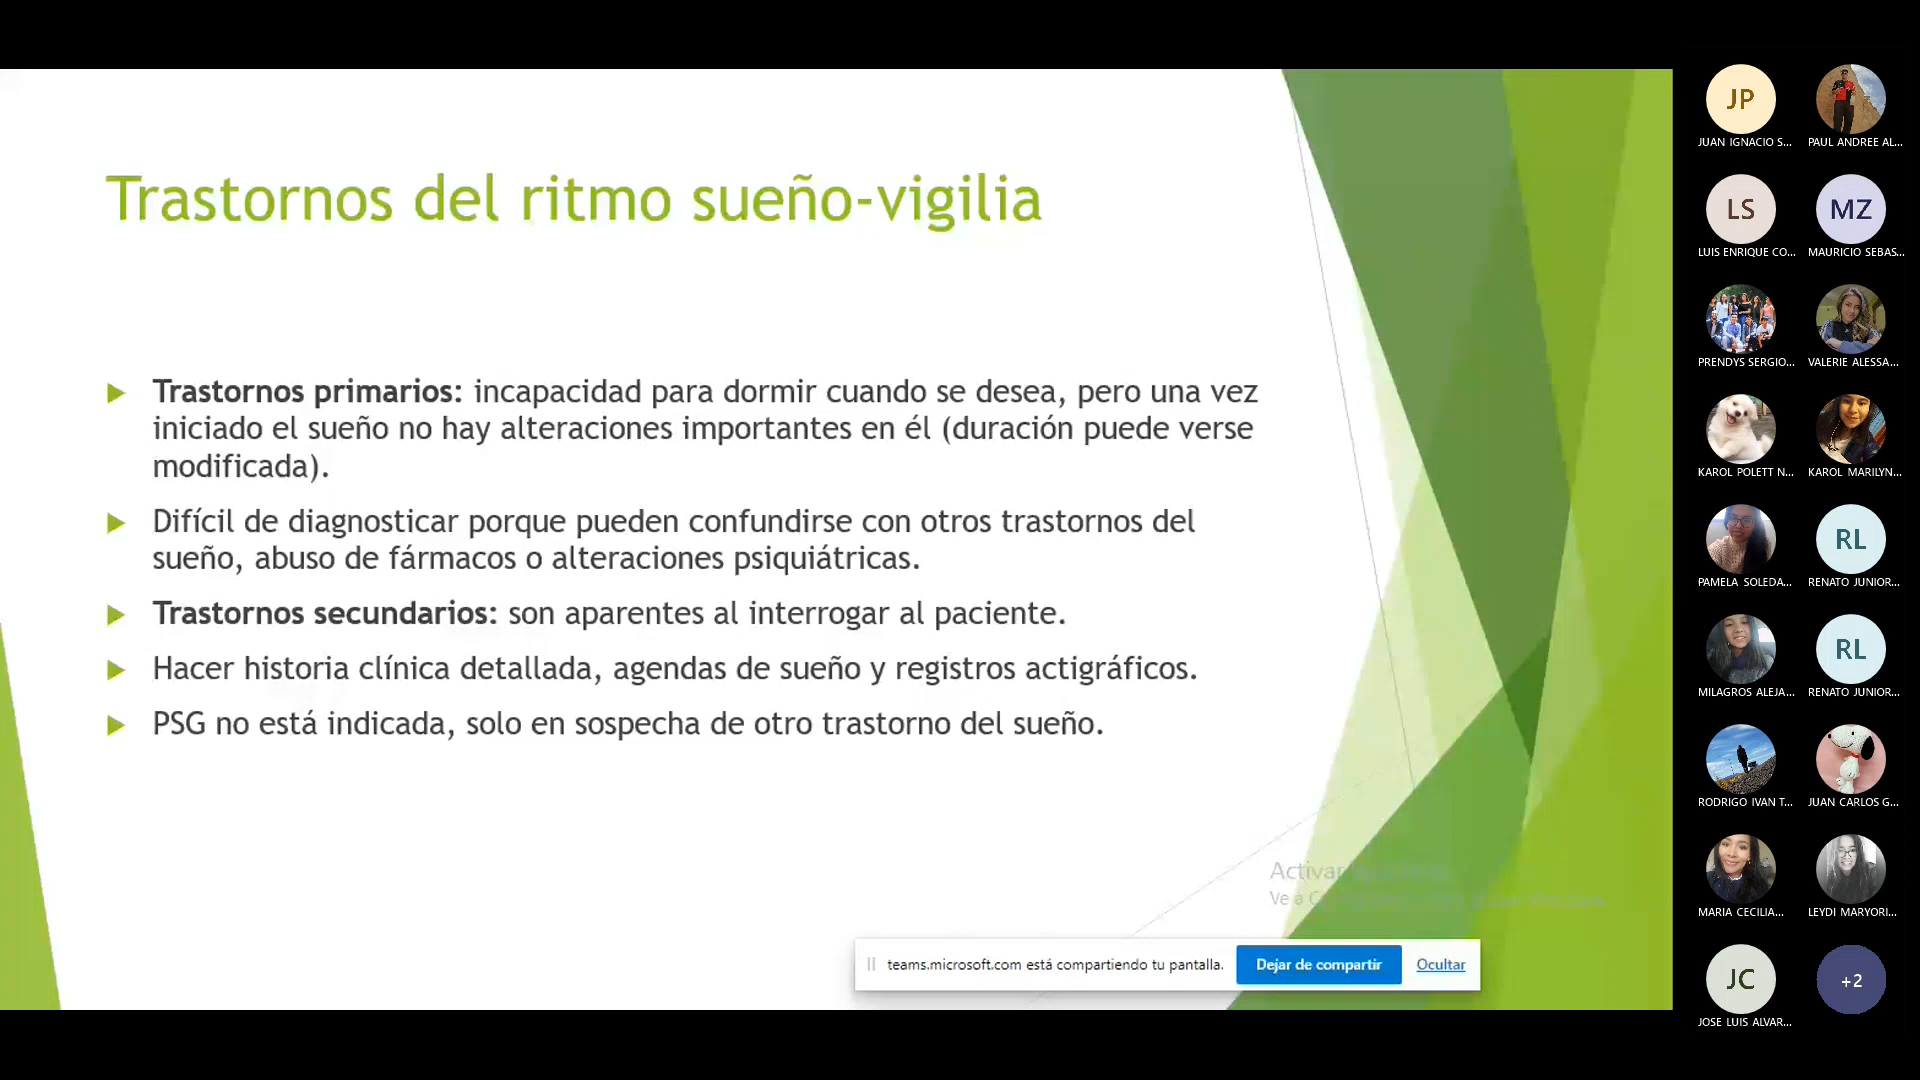 Trastornos del ritmo sueño-vigilia
Trastornos primarios: incapacidad para dormir cuando se desea, pero una vez
iniciado el sueño no hay alteraciones importantes en él (duración puede verse
modificada).
Difícil de diagnosticar porque pueden confundirse con otros trastornos del
sueño, abuso de fármacos o alteraciones psiquiátricas.
Trastornos secundarios: son aparentes al interrogar al paciente.
Hacer historia clínica detallada, agendas de sueño y registros actigráficos.
PSG no está indicada, solo en sospecha de otro trastorno del sueño.
Activar
Ve a
teams.microsoft.com está compartiendo tu pantalla.
Dejar de compartir
Ocultar
JP
JUAN IGNACIO S...
PAUL ANDREE AL...
LS
MZ
LUIS ENRIQUE CO...
MAURICIO SEBAS...
PRENDYS SERGIO...
VALERIE ALESSA...
KAROL POLETT N...
KAROL MARILYN...
RL
PAMELA SOLEDA...
RENATO JUNIOR...
RL
MILAGROS ALEJA...
RENATO JUNIOR...
RODRIGO IVAN T...
JUAN CARLOS G...
MARIA CECILIA...
LEYDI MARYORI...
JC
+2
JOSE LUIS ALVAR...